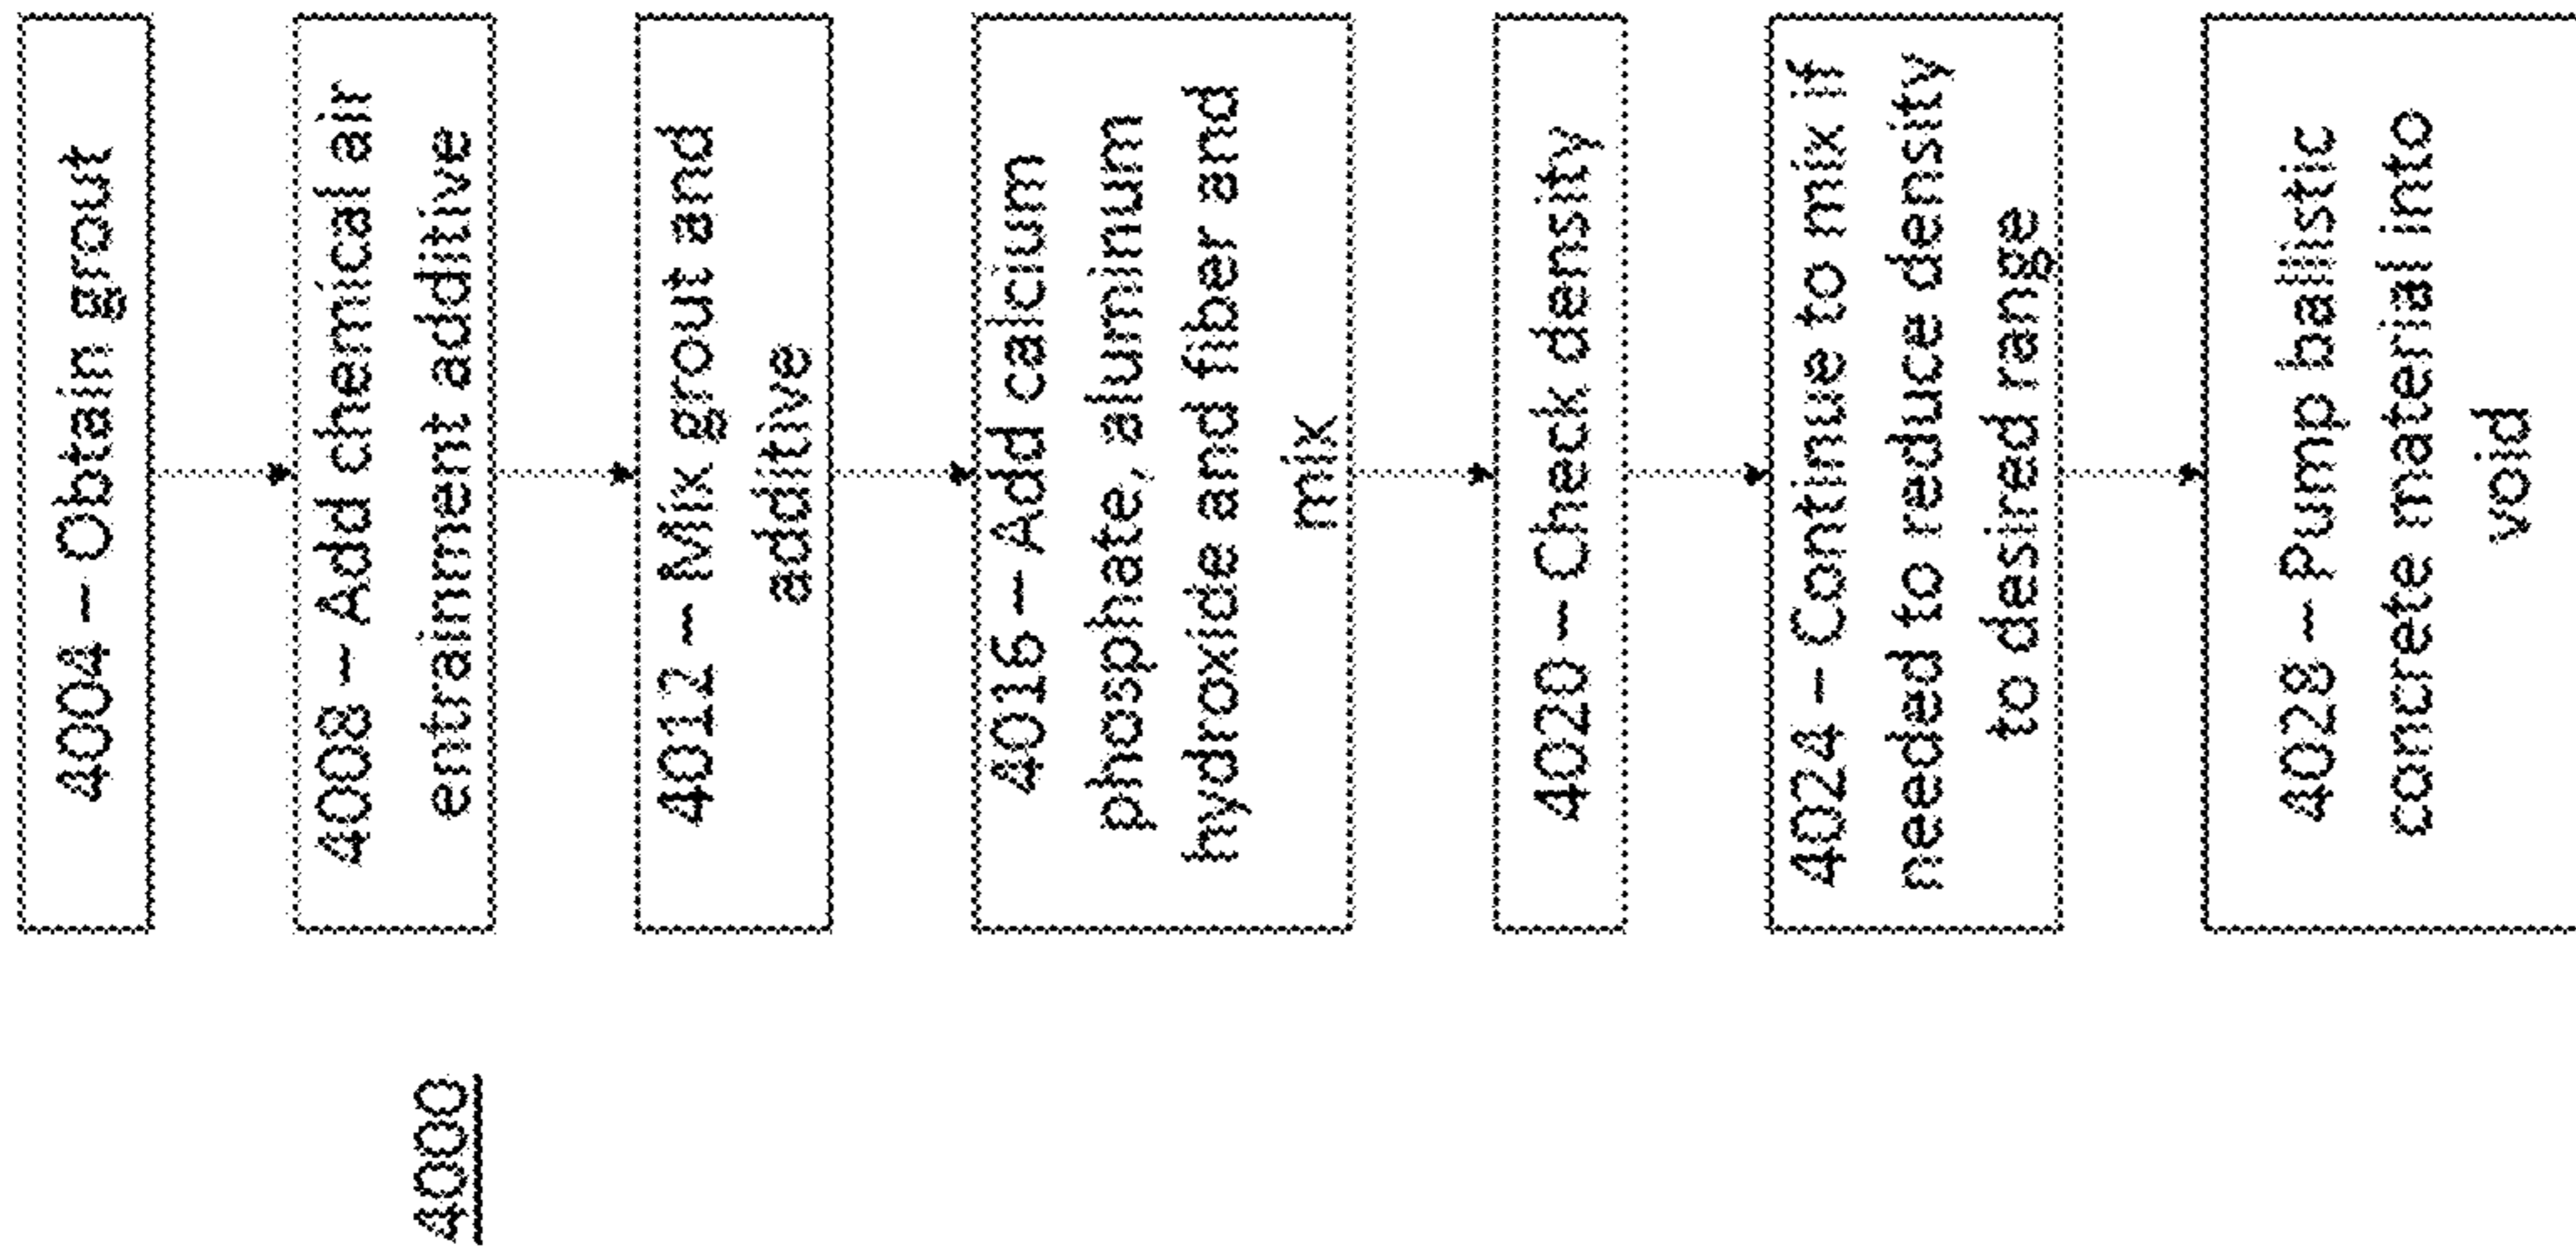 4000
4004 – Obtain grout
4008 – Add chemical air
entrainment additive
4012 – Mix grout and
additive
4016 – Add calcium
phosphate, aluminum
hydroxide and fiber and
mix
4020 – Check density
4024 – Continue to mix if
needed to reduce density
to desired range
4028 – Pump ballistic
concrete material into
void